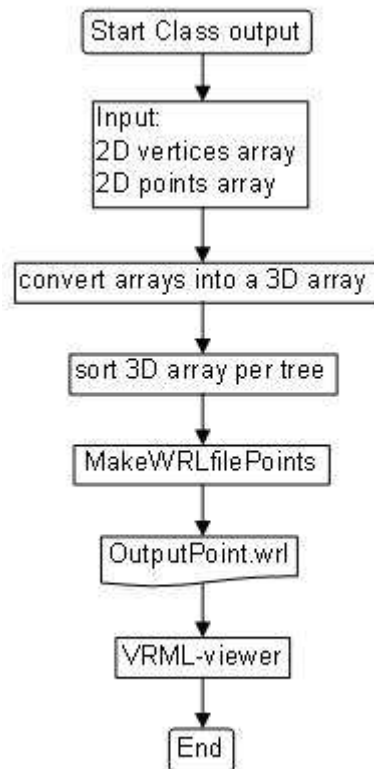 Start Class output
Input:
2D vertices array
2D points array
convert arrays into a 3D array
sort 3D array per tree
MakeWRLfilePoints
OutputPoint.wrl
VRML-viewer
End